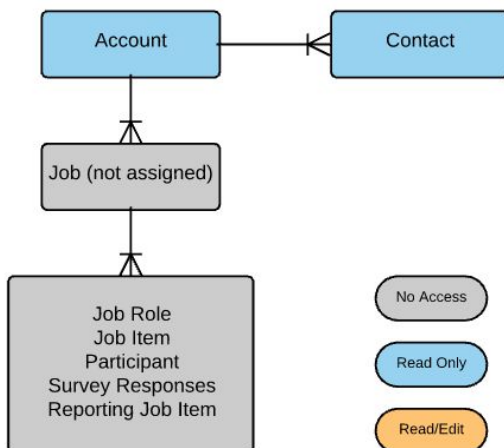 Account
Contact
Job (not assigned)
Job Role
Job Item
Participant
Survey Responses
Reporting Job Item
No Access
Read Only
Read/Edit